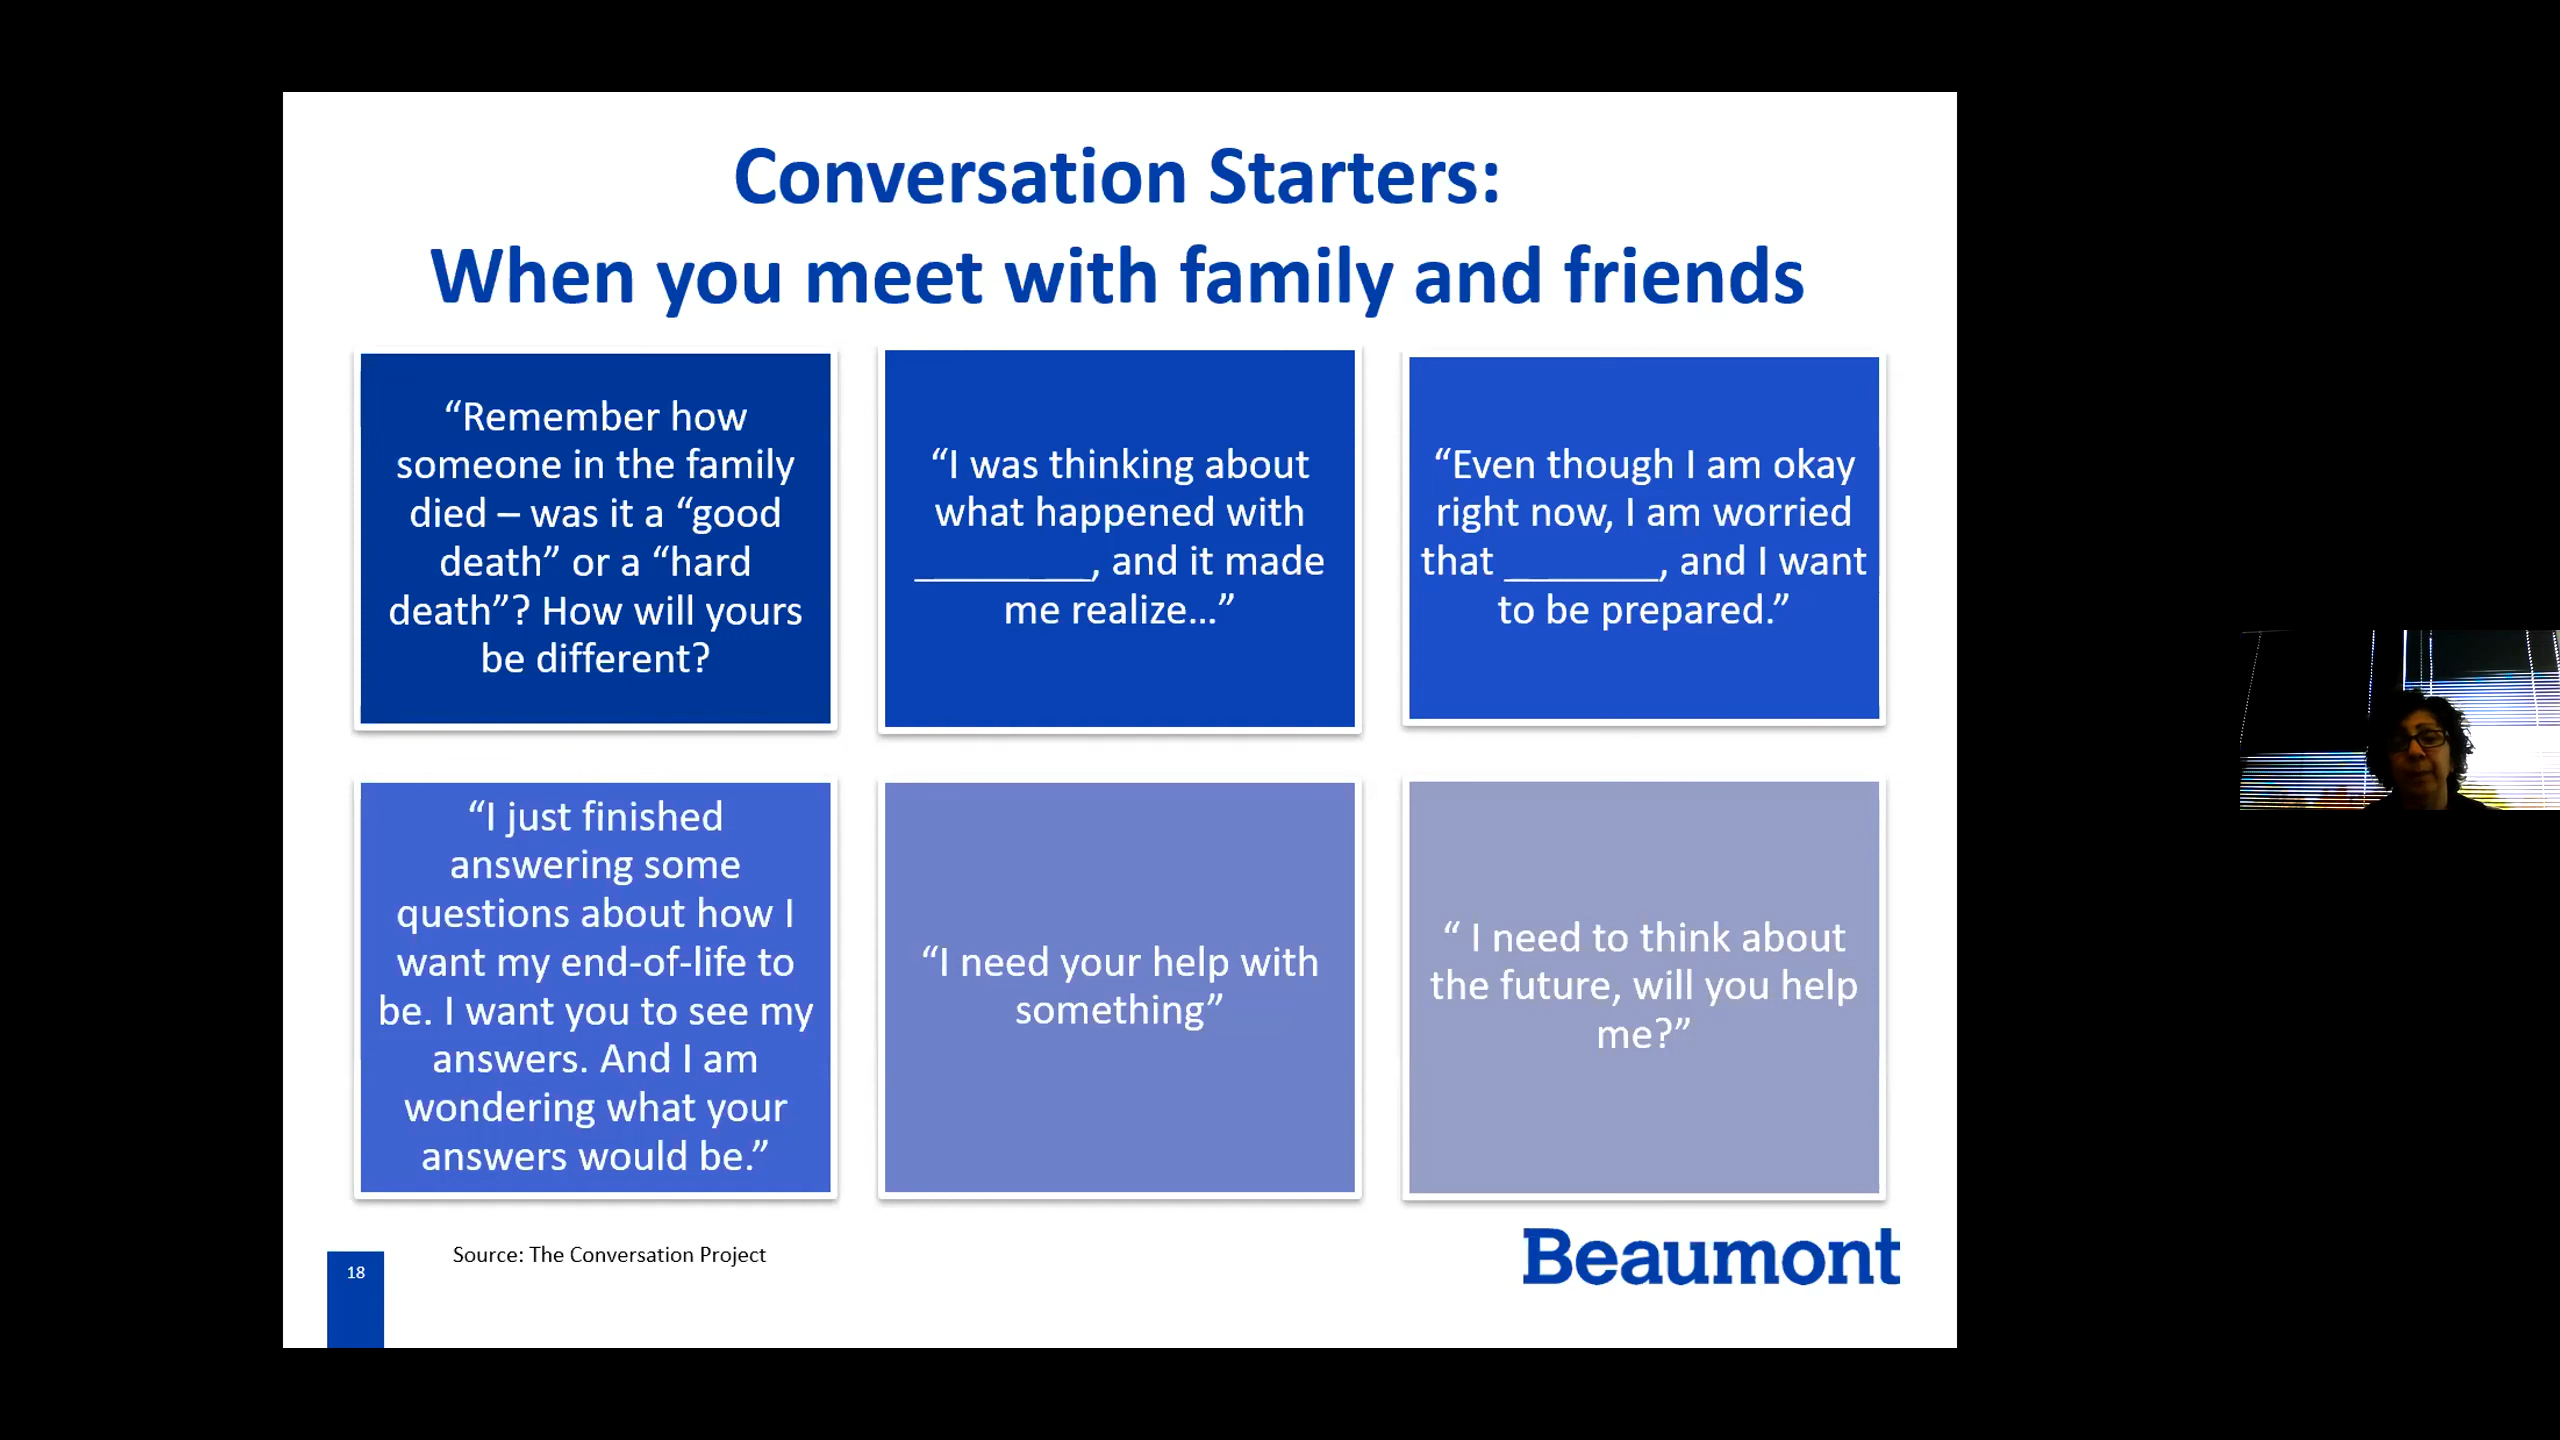 Conversation Starters:
When you meet with family and friends
“Remember how
someone in the family
died – was it a “good
death” or a “hard
death”? How will yours
be different?
“I was thinking about
what happened with
________, and it made
me realize…”
“Even though I am okay
right now, I am worried
that _______, and I want
to be prepared.”
“I just finished
answering some
questions about how I
want my end-of-life to
be. I want you to see my
answers. And I am
wondering what your
answers would be.”
“I need your help with
something”
“ I need to think about
the future, will you help
me?”
18
Source: The Conversation Project
Beaumont